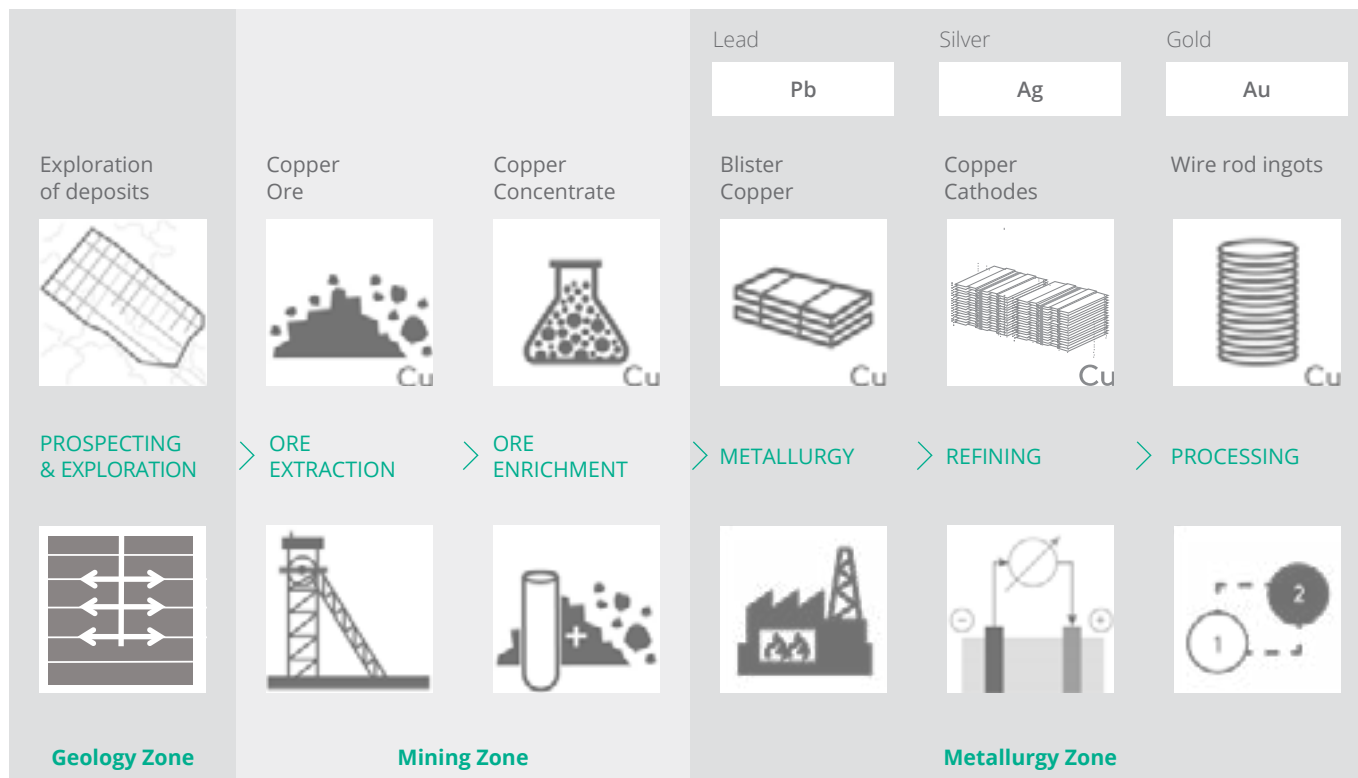 Lead
Silver
Gold
Pb
Ag
Au
Exploration
of deposits
Copper
Ore
Copper
Concentrate
Blister
Copper
Copper
Cathodes
Wire rod ingots
Cu
Cu
Cu
Cu
Cu
PROSPECTING
& EXPLORATION
ORE
EXTRACTION
ORE
ENRICHMENT
METALLURGY
REFINING
PROCESSING
2
1
Geology Zone
Mining Zone
Metallurgy Zone